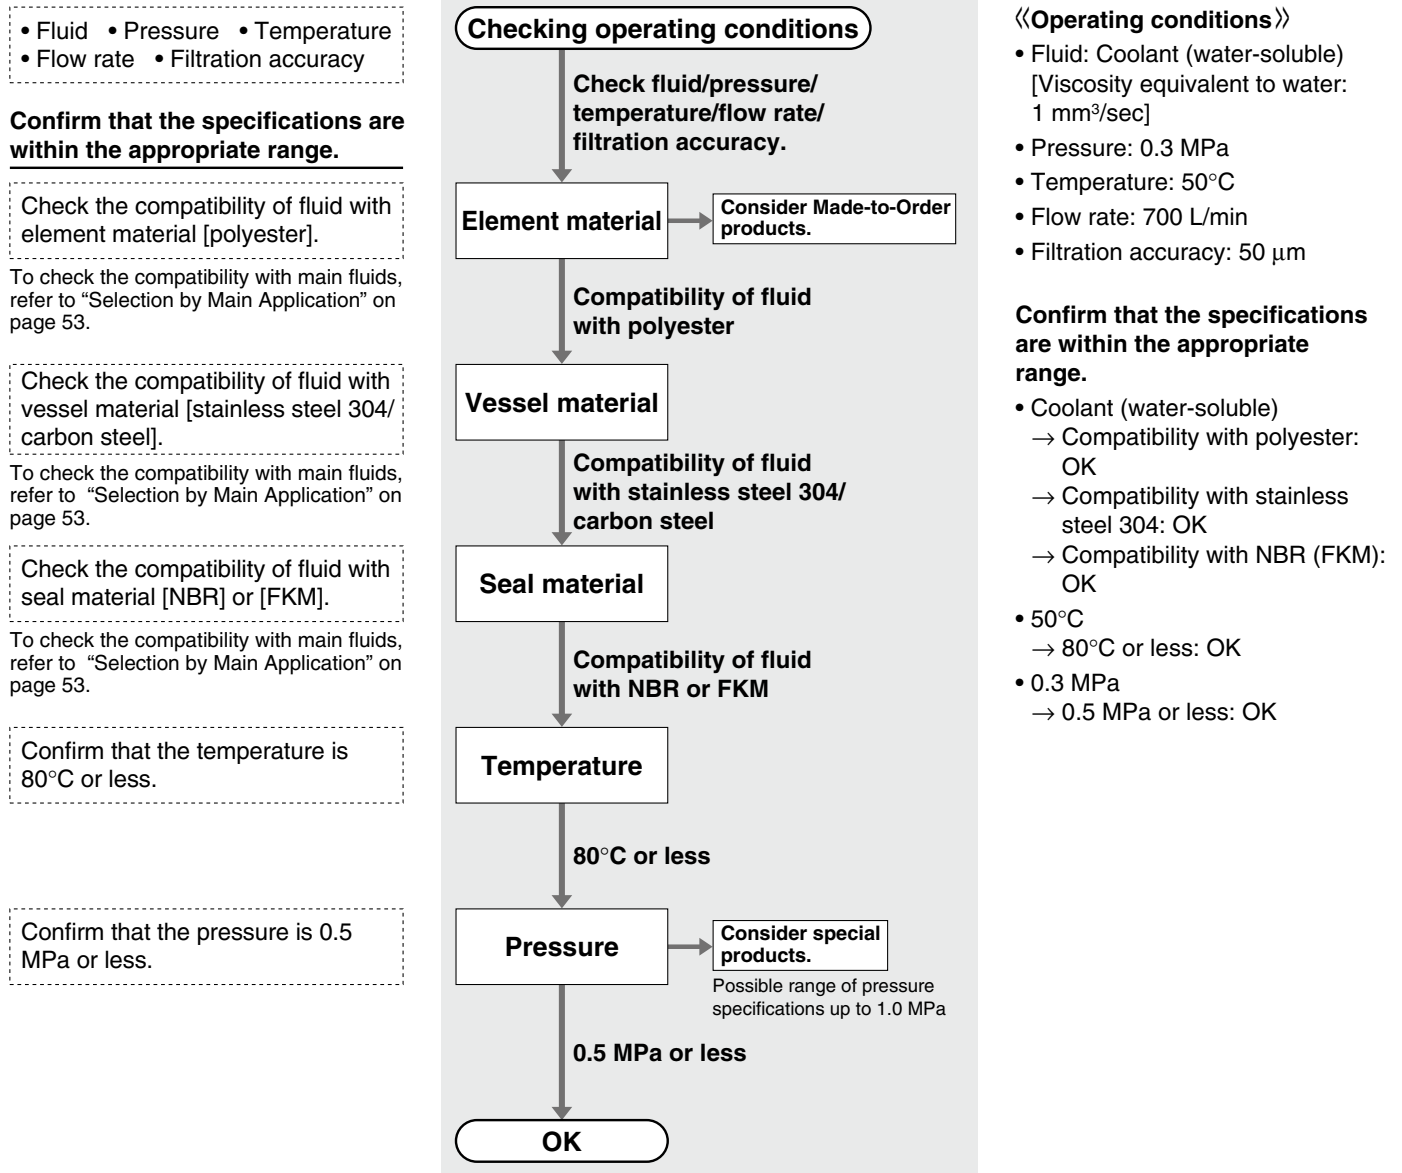 • Fluid • Pressure • Temperature
• Flow rate • Filtration accuracy
Confirm that the specifications are
within the appropriate range.
Check the compatibility of fluid with
element material [polyester].
To check the compatibility with main fluids,
refer to “Selection by Main Application” on
page 53.
Check the compatibility of fluid with
vessel material [stainless steel 304/
carbon steel].
To check the compatibility with main fluids,
refer to “Selection by Main Application” on
page 53.
Check the compatibility of fluid with
seal material [NBR] or [FKM].
To check the compatibility with main fluids,
refer to “Selection by Main Application” on
page 53.
Confirm that the temperature is
80°C or less.
Confirm that the pressure is 0.5
MPa or less.
Checking operating conditions
Check fluid/pressure/
temperature/flow rate/
filtration accuracy.
Element material
Consider Made-to-Order
products.
Compatibility of fluid
with polyester
Vessel material
Compatibility of fluid
with stainless steel 304/
carbon steel
Seal material
Compatibility of fluid
with NBR or FKM
Temperature
80°C or less
Pressure
Consider special
products.
Possible range of pressure
specifications up to 1.0 MPa
0.5 MPa or less
OK
《Operating conditions》
• Fluid: Coolant (water-soluble)
[Viscosity equivalent to water:
1 mm³/sec]
• Pressure: 0.3 MPa
• Temperature: 50°C
• Flow rate: 700 L/min
• Filtration accuracy: 50 μm
Confirm that the specifications
are within the appropriate
range.
• Coolant (water-soluble)
→ Compatibility with polyester:
OK
→ Compatibility with stainless
steel 304: OK
→ Compatibility with NBR (FKM):
OK
• 50°C
→ 80°C or less: OK
• 0.3 MPa
→ 0.5 MPa or less: OK